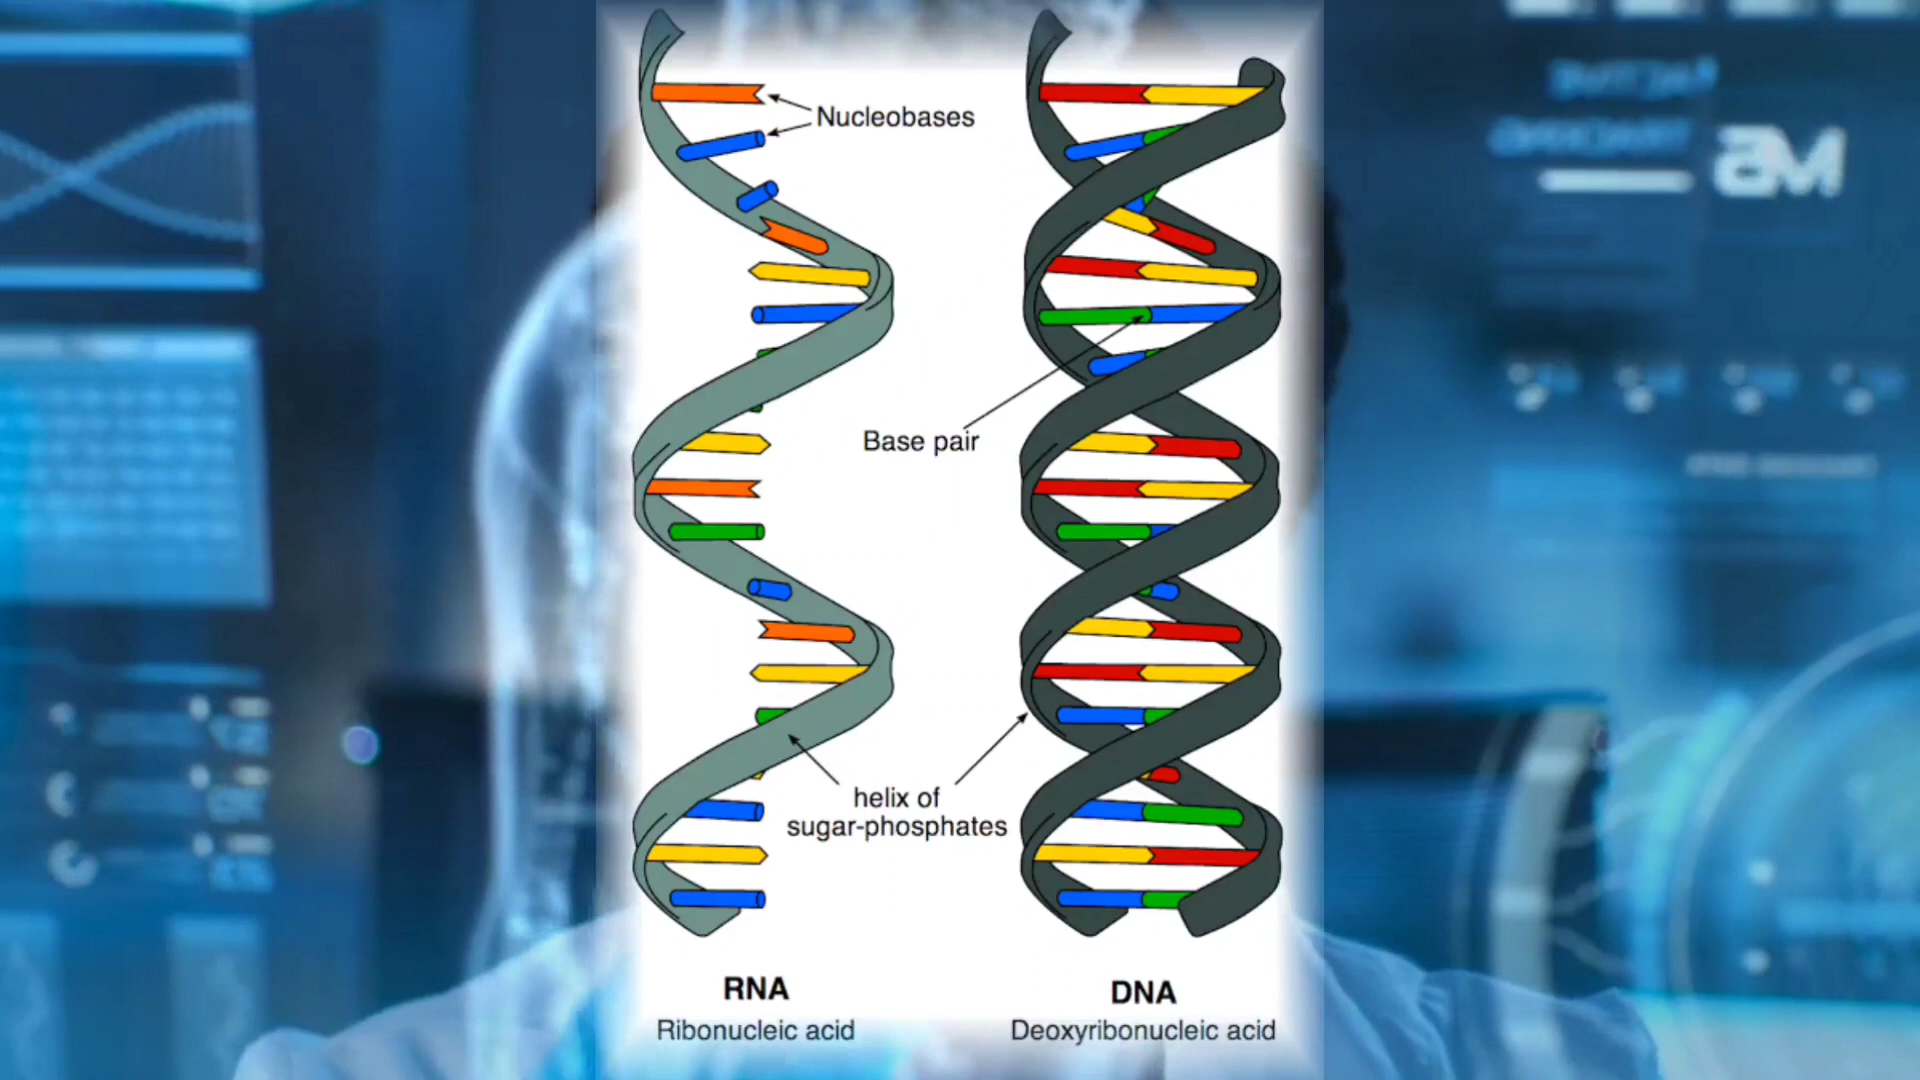 Nucleobases
Base pair
helix of
sugar-phosphates
RNA
Ribonucleic acid
DNA
Deoxyribonucleic acid